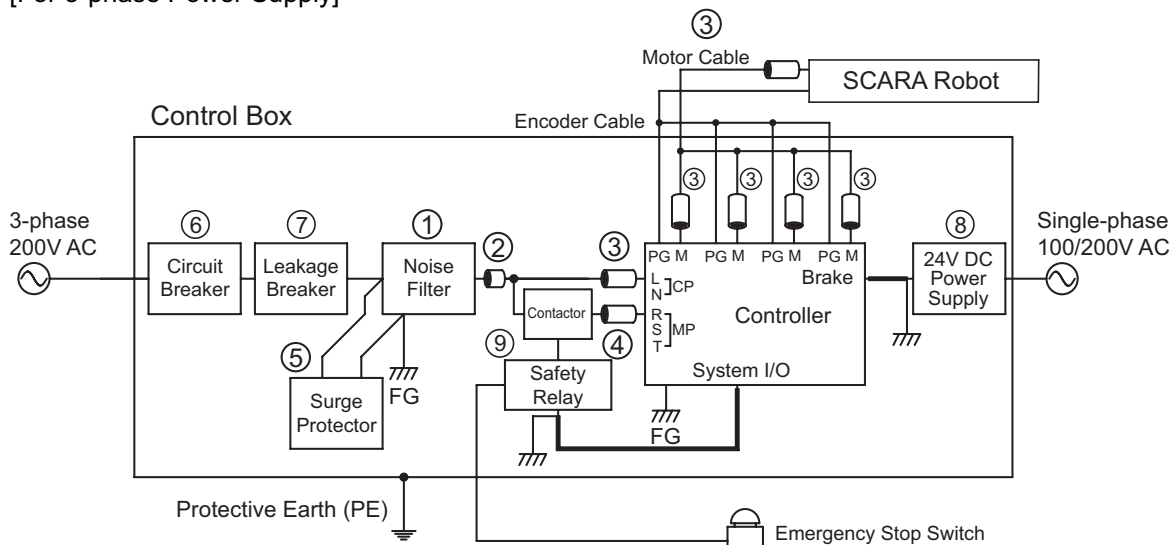 [For 3-phase Power Supply]
③
Motor Cable
SCARA Robot
Control Box
Encoder Cable
③ ③ ③ ③
3-phase
200V AC
⑥
Circuit
Breaker
⑦
Leakage
Breaker
①
Noise
Filter
②
③
PG M PG M PG M PG M
Brake
L
N
CP
R
S
T
MP
Controller
System I/O
⑧
24V DC
Power
Supply
Single-phase
100/200V AC
Contactor
④
⑨
Safety
Relay
⑤
Surge
Protector
FG
FG
Protective Earth (PE)
Emergency Stop Switch